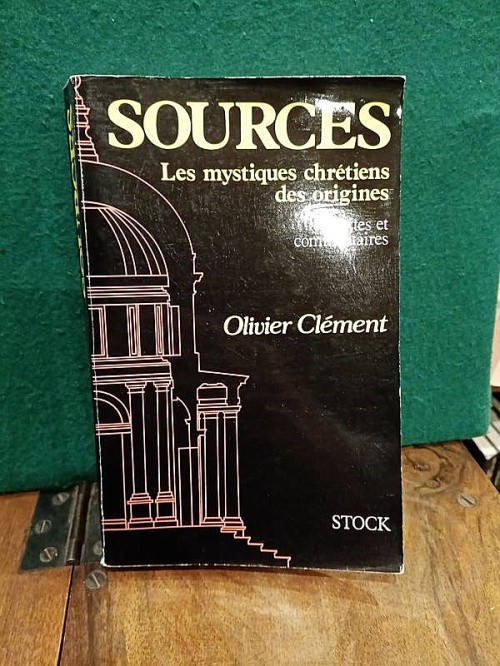 SOURCES
Les mystiques chrétiens
des origines
et
Olivier Clément
STOCK